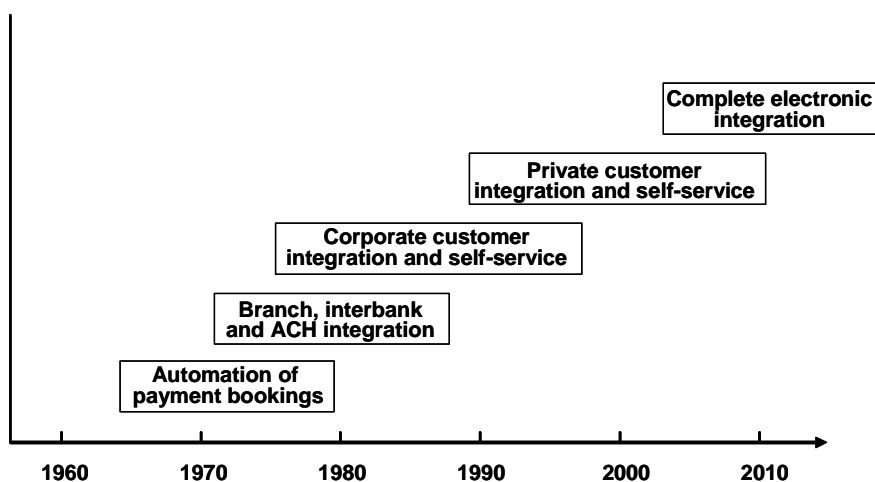 Complete electronic
integration
Private customer
integration and self-service
Corporate customer
integration and self-service
Branch, interbank
and ACH integration
Automation of
payment bookings
1960 1970 1980 1990 2000 2010